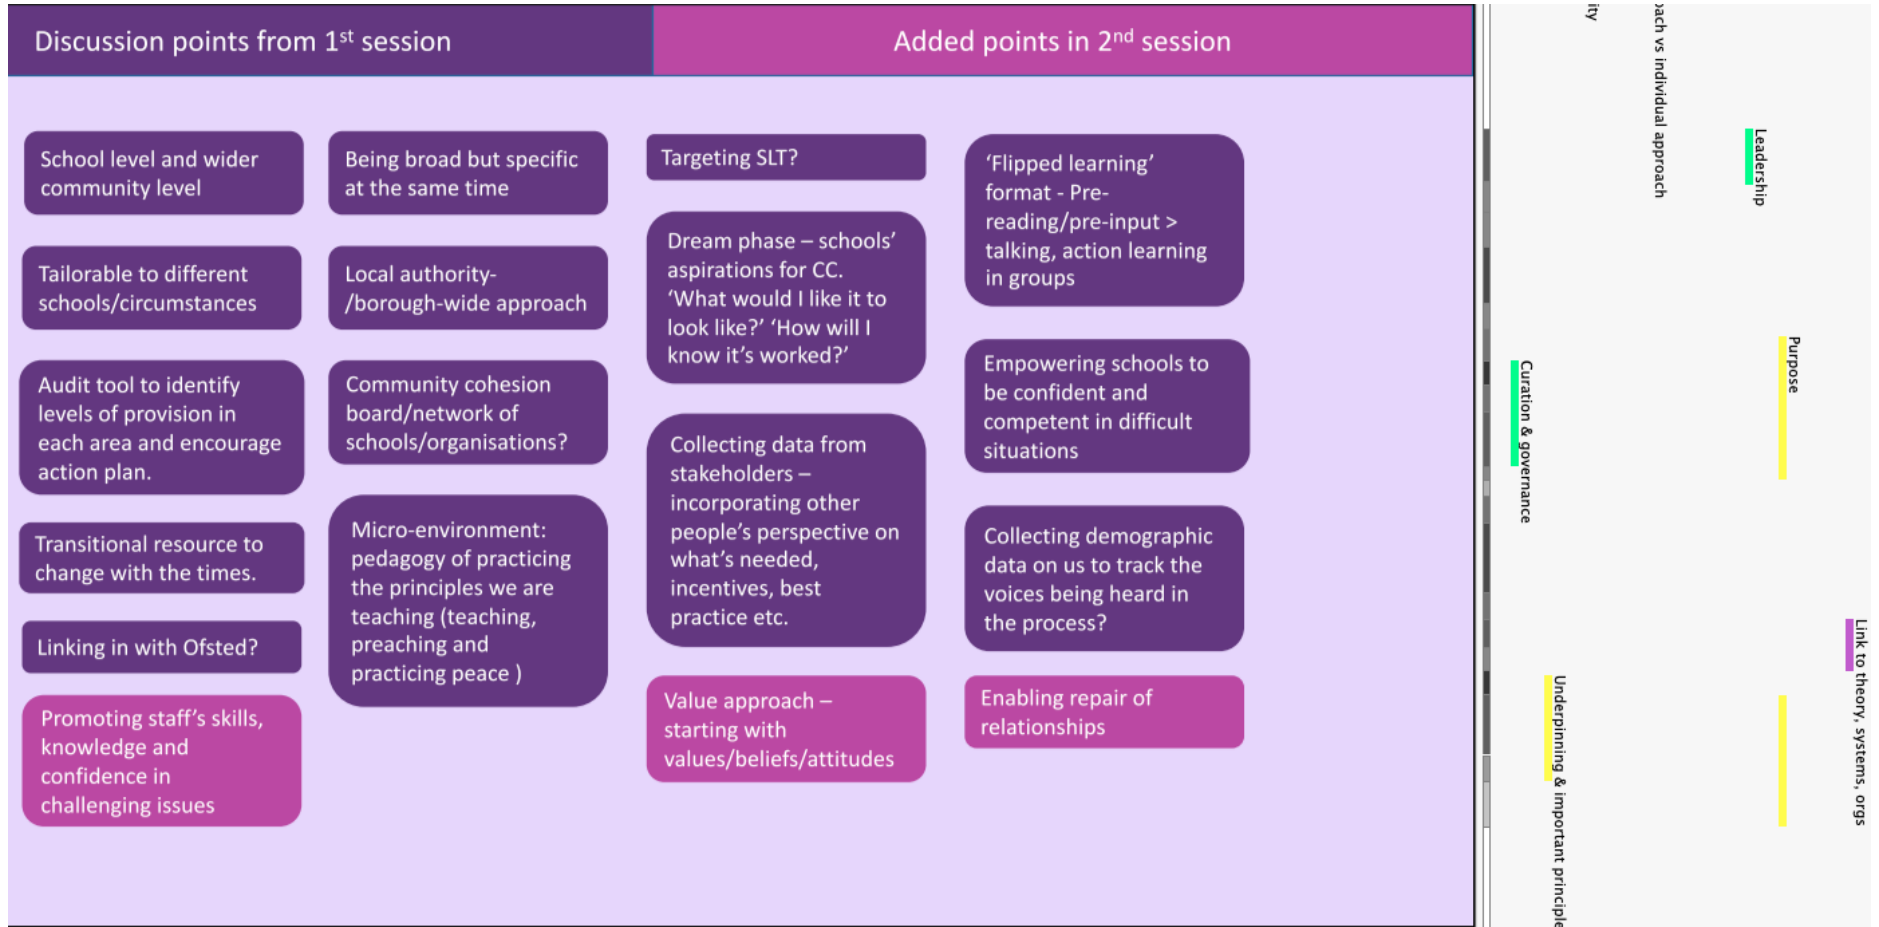 Discussion points from 1st session
Added points in 2nd session
School level and wider
community level
Tailorable to different
schools/circumstances
Audit tool to identify
levels of provision in
each area and encourage
action plan.
Transitional resource to
change with the times.
Linking in with Ofsted?
Promoting staff’s skills,
knowledge and
confidence in
challenging issues
Being broad but specific
at the same time
Local authority-
/borough-wide approach
Community cohesion
board/network of
schools/organisations?
Micro-environment:
pedagogy of practicing
the principles we are
teaching (teaching,
preaching and
practicing peace )
Targeting SLT?
Dream phase – schools’
aspirations for CC.
‘What would I like it to
look like?’ ‘How will I
know it’s worked?’
Collecting data from
stakeholders –
incorporating other
people’s perspective on
what’s needed,
incentives, best
practice etc.
Value approach –
starting with
values/beliefs/attitudes
‘Flipped learning’
format - Pre-
reading/pre-input >
talking, action learning
in groups
Empowering schools to
be confident and
competent in difficult
situations
Collecting demographic
data on us to track the
voices being heard in
the process?
Enabling repair of
relationships
Curation & governance
Underpinning & important principle
ity
oach vs individual approach
Leadership
Purpose
Link to theory, systems, orgs